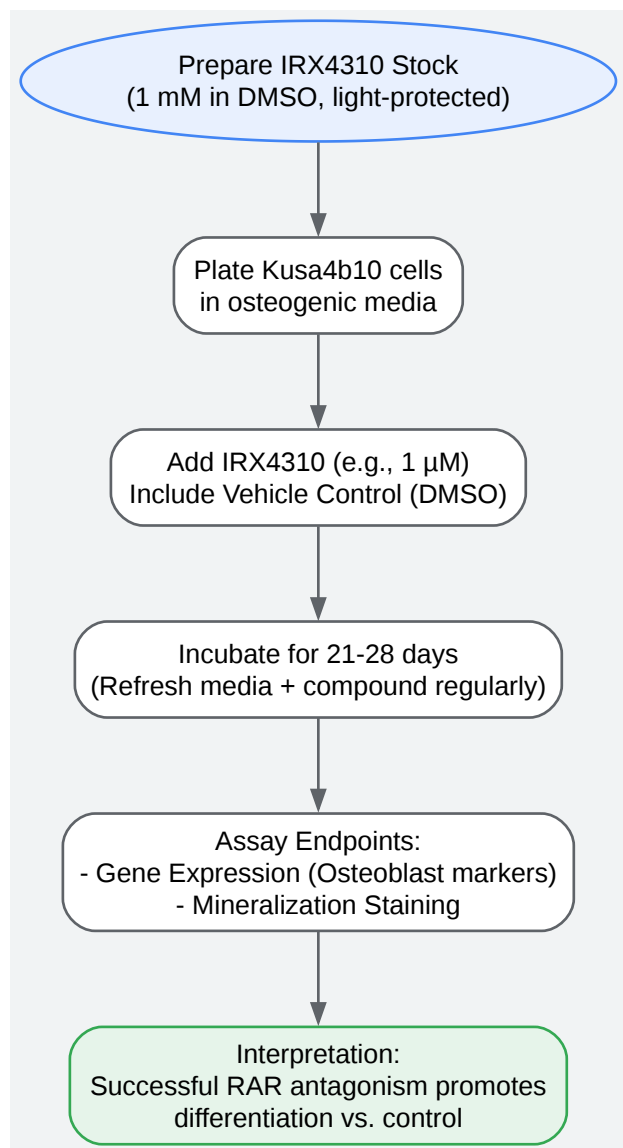 Prepare IRX4310 Stock
(1 mM in DMSO, light-protected)
Plate Kusa4b10 cells
in osteogenic media
Add IRX4310 (e.g., 1 µM)
Include Vehicle Control (DMSO)
Incubate for 21-28 days
(Refresh media + compound regularly)
Assay Endpoints:
- Gene Expression (Osteoblast markers)
- Mineralization Staining
Interpretation:
Successful RAR antagonism promotes
differentiation vs. control